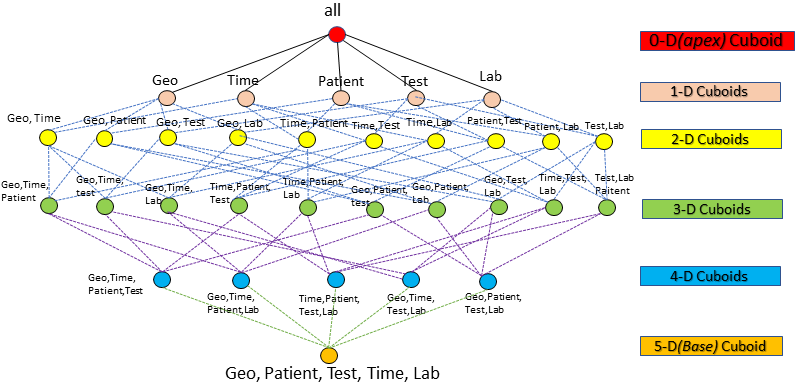 all
0-D(apex) Cuboid
Geo
Time
Patient
Test
Lab
1-D Cuboids
Geo, Time
Geo, Patient
Geo, Test
Geo, Lab
Time, Patient
Time,Test
Time,Lab
Patient,Test
Patient,Lab
Test,Lab
2-D Cuboids
Geo,Time,
Patient
Geo,Time,
test
Geo,Time,
Lab
Time,Patient,
Test
Time,Patient,
Lab
Geo,Patient,
test
Geo,Patient,
Lab
Geo,Test,
Lab
Time,Test,
Lab
Test,Lab
Paitent
3-D Cuboids
Geo,Time,
Patient,Test
Geo,Time,
Patient,Lab
Time,Patient,
Test,Lab
Geo,Time,
Test,Lab
Geo,Patient,
Test,Lab
4-D Cuboids
5-D(Base) Cuboid
Geo, Patient, Test, Time, Lab